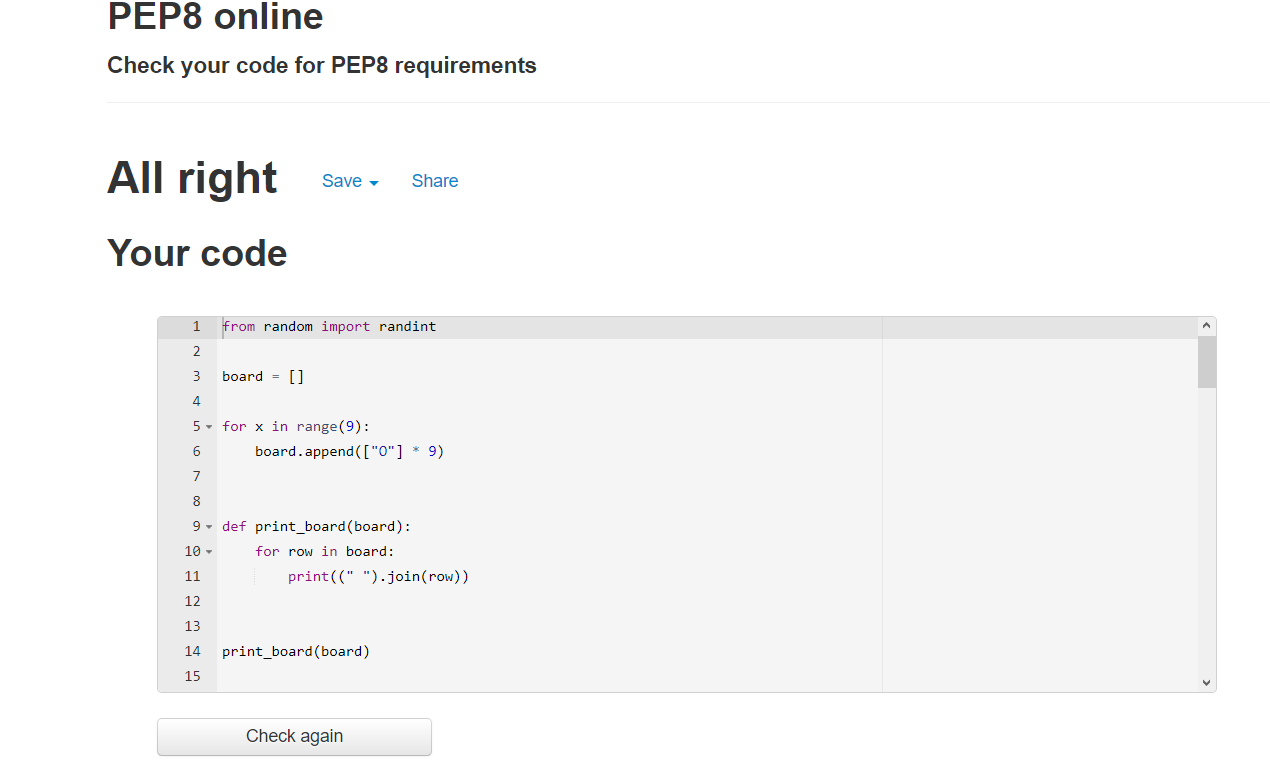 PEP8 online
Check your code for PEP8 requirements
All right Save Share
Your code
1 from random import randint
2
3 board = []
4
5 for x in range(9):
6     board.append(["O"] * 9)
7
8
9 def print_board(board):
10     for row in board:
11         print((" ").join(row))
12
13
14 print_board(board)
15
Check again